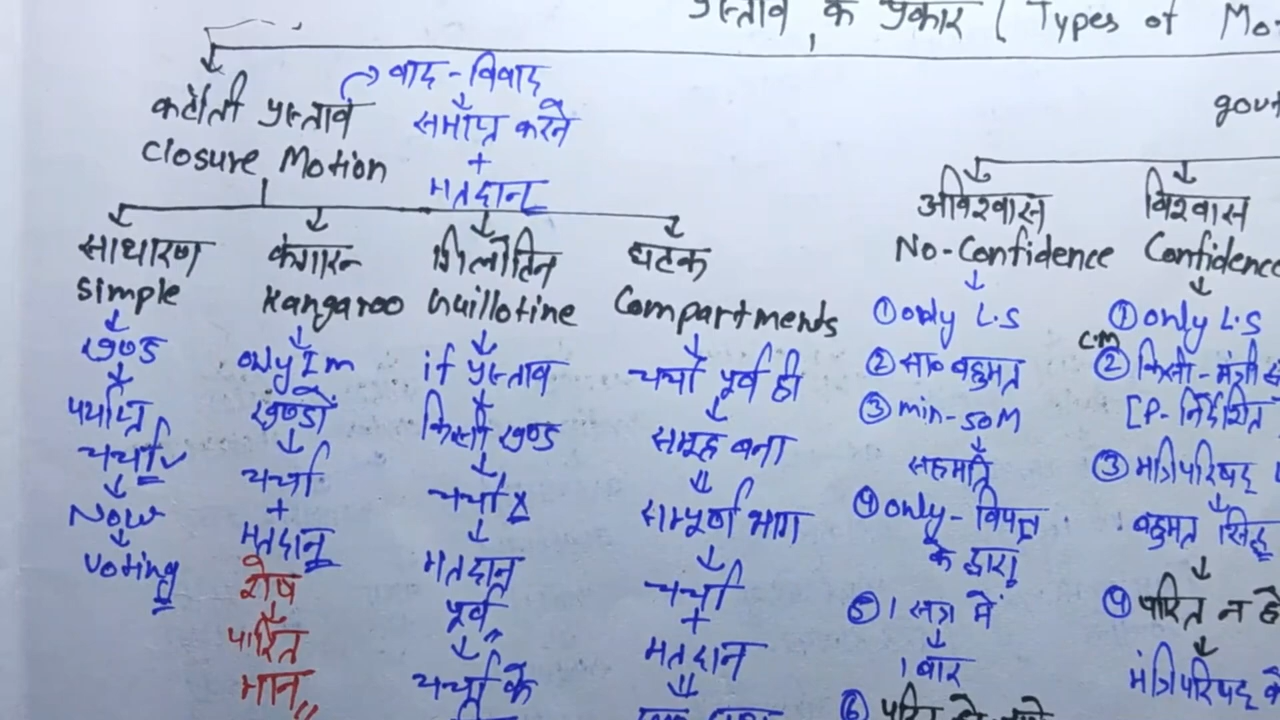 प्रस्ताव के प्रकार ( Types of Mo
कटौती प्रस्ताव
Closure Motion
वाद-विवाद
समाप्त करने
+
मतदान
साधारण
Simple
खण्ड
पर्याप्त
चर्चा ✓
Now
voting
कंगारू
Kangaroo
only Im
खण्डों
चर्चा
+
मतदान
शेष
पारित
मान,,
गिलोटिन
Guillotine
if प्रस्ताव
किसी खण्ड
चर्चा x
मतदान
पूर्व,,
चर्चा के
घटक
Compartments
चर्चा पूर्व ही
समूह बना
सम्पूर्ण भाग
चर्चा
+
मतदान
govt
अविश्वास
No-Confidence
① only L.S
② सा० बहुमत
③ min-50M
सहमति
④ only-विपक्ष
के द्वारा
⑤ 1 सत्र में
1 बार
⑥
विश्वास
Confidence
① only L.S
C.M
② किसी-मंत्री
[P-निर्देशित
③ मंत्रिपरिषद्
बहुमत सिद्ध
④ पारित न हो
मंत्रिपरिषद् के